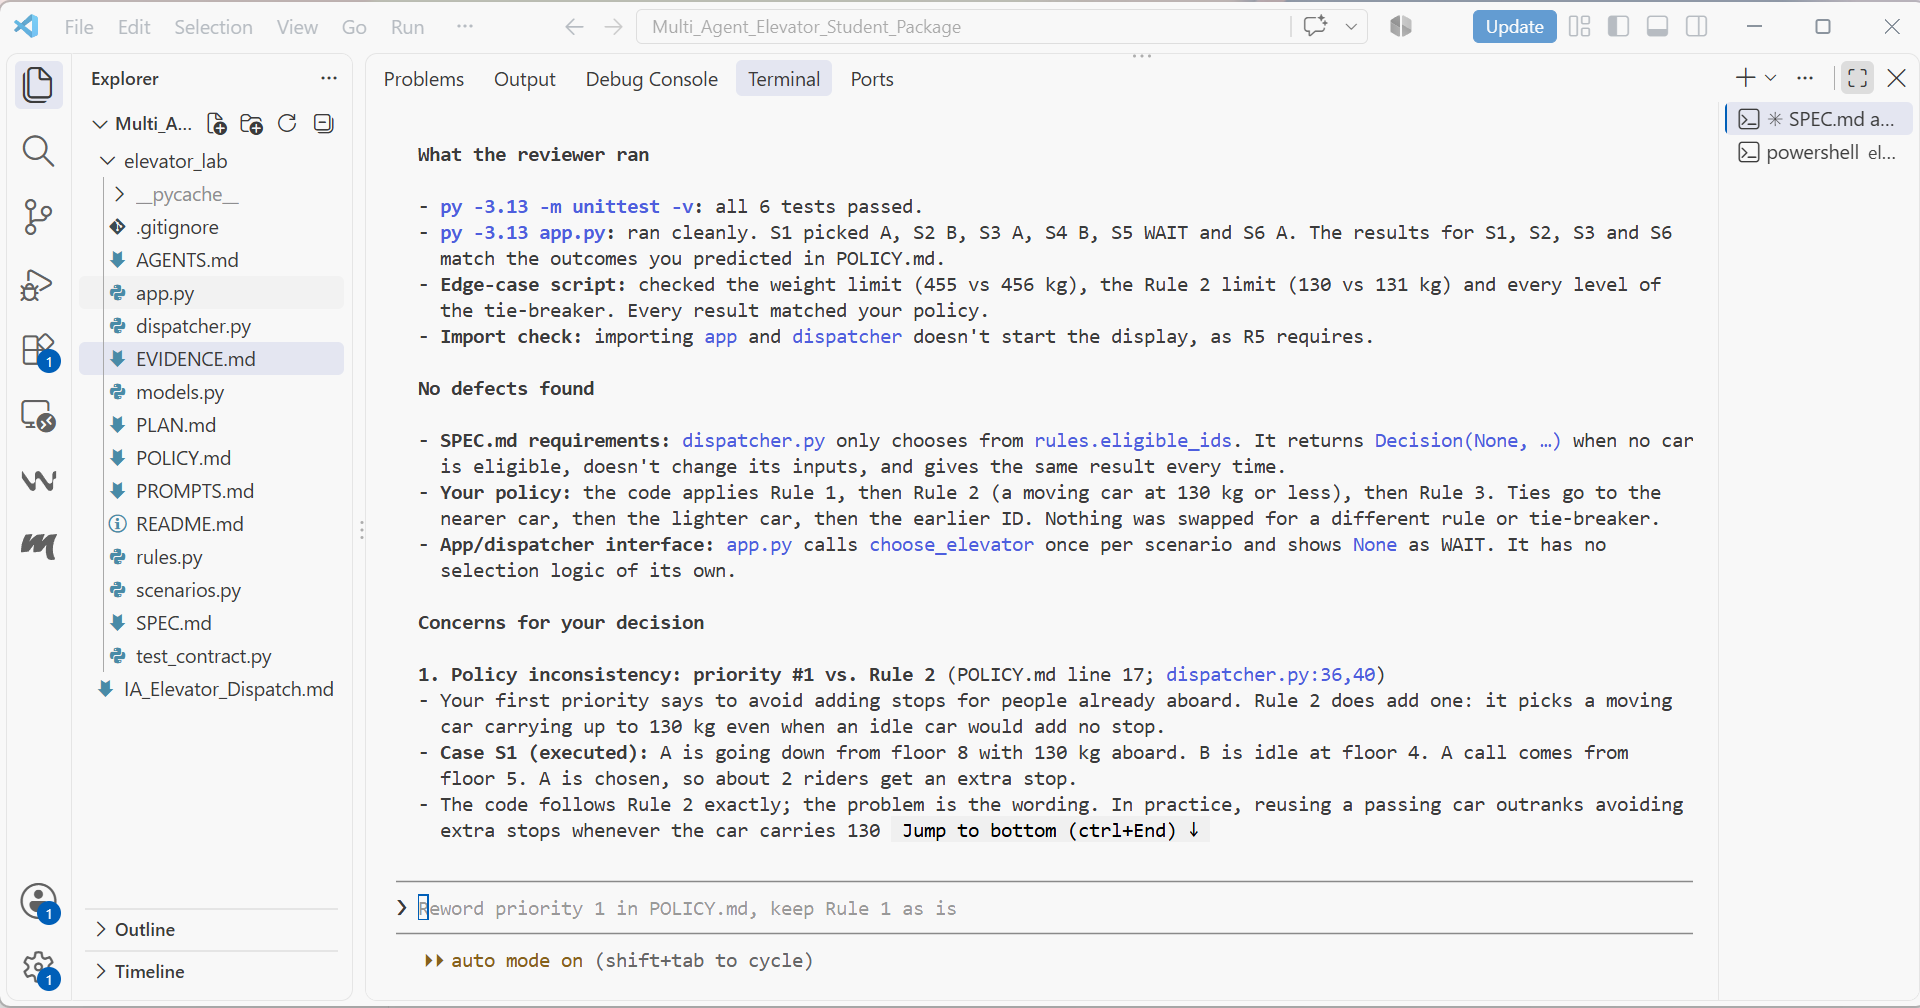 File Edit Selection View Go Run ···
Multi_Agent_Elevator_Student_Package
Update
Explorer
Multi_A...
elevator_lab
__pycache__
.gitignore
AGENTS.md
app.py
dispatcher.py
EVIDENCE.md
models.py
PLAN.md
POLICY.md
PROMPTS.md
README.md
rules.py
scenarios.py
SPEC.md
test_contract.py
IA_Elevator_Dispatch.md
Outline
Timeline
1
1
1
Problems Output Debug Console Terminal Ports
What the reviewer ran
- py -3.13 -m unittest -v: all 6 tests passed.
- py -3.13 app.py: ran cleanly. S1 picked A, S2 B, S3 A, S4 B, S5 WAIT and S6 A. The results for S1, S2, S3 and S6
match the outcomes you predicted in POLICY.md.
- Edge-case script: checked the weight limit (455 vs 456 kg), the Rule 2 limit (130 vs 131 kg) and every level of
the tie-breaker. Every result matched your policy.
- Import check: importing app and dispatcher doesn't start the display, as R5 requires.
No defects found
- SPEC.md requirements: dispatcher.py only chooses from rules.eligible_ids. It returns Decision(None, …) when no car
is eligible, doesn't change its inputs, and gives the same result every time.
- Your policy: the code applies Rule 1, then Rule 2 (a moving car at 130 kg or less), then Rule 3. Ties go to the
nearer car, then the lighter car, then the earlier ID. Nothing was swapped for a different rule or tie-breaker.
- App/dispatcher interface: app.py calls choose_elevator once per scenario and shows None as WAIT. It has no
selection logic of its own.
Concerns for your decision
1. Policy inconsistency: priority #1 vs. Rule 2 (POLICY.md line 17; dispatcher.py:36,40)
- Your first priority says to avoid adding stops for people already aboard. Rule 2 does add one: it picks a moving
car carrying up to 130 kg even when an idle car would add no stop.
- Case S1 (executed): A is going down from floor 8 with 130 kg aboard. B is idle at floor 4. A call comes from
floor 5. A is chosen, so about 2 riders get an extra stop.
- The code follows Rule 2 exactly; the problem is the wording. In practice, reusing a passing car outranks avoiding
extra stops whenever the car carries 130 Jump to bottom (ctrl+End) ↓
❯ Reword priority 1 in POLICY.md, keep Rule 1 as is
⏵⏵ auto mode on (shift+tab to cycle)
✳ SPEC.md a...
powershell el...